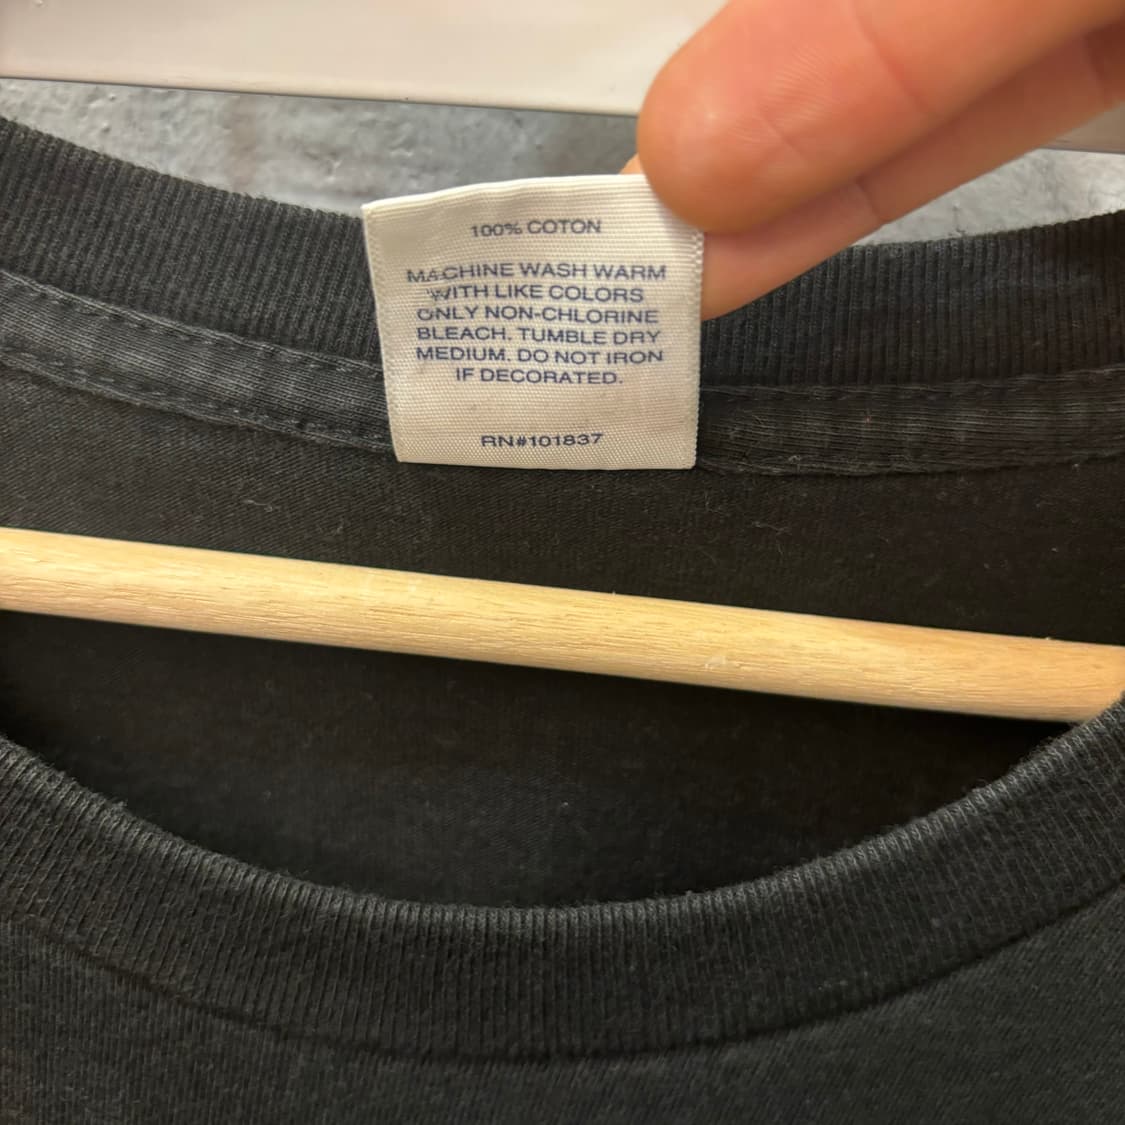 100% COTON
MACHINE WASH WARM
WITH LIKE COLORS
ONLY NON-CHLORINE
BLEACH. TUMBLE DRY
MEDIUM. DO NOT IRON
IF DECORATED.
RN#101837